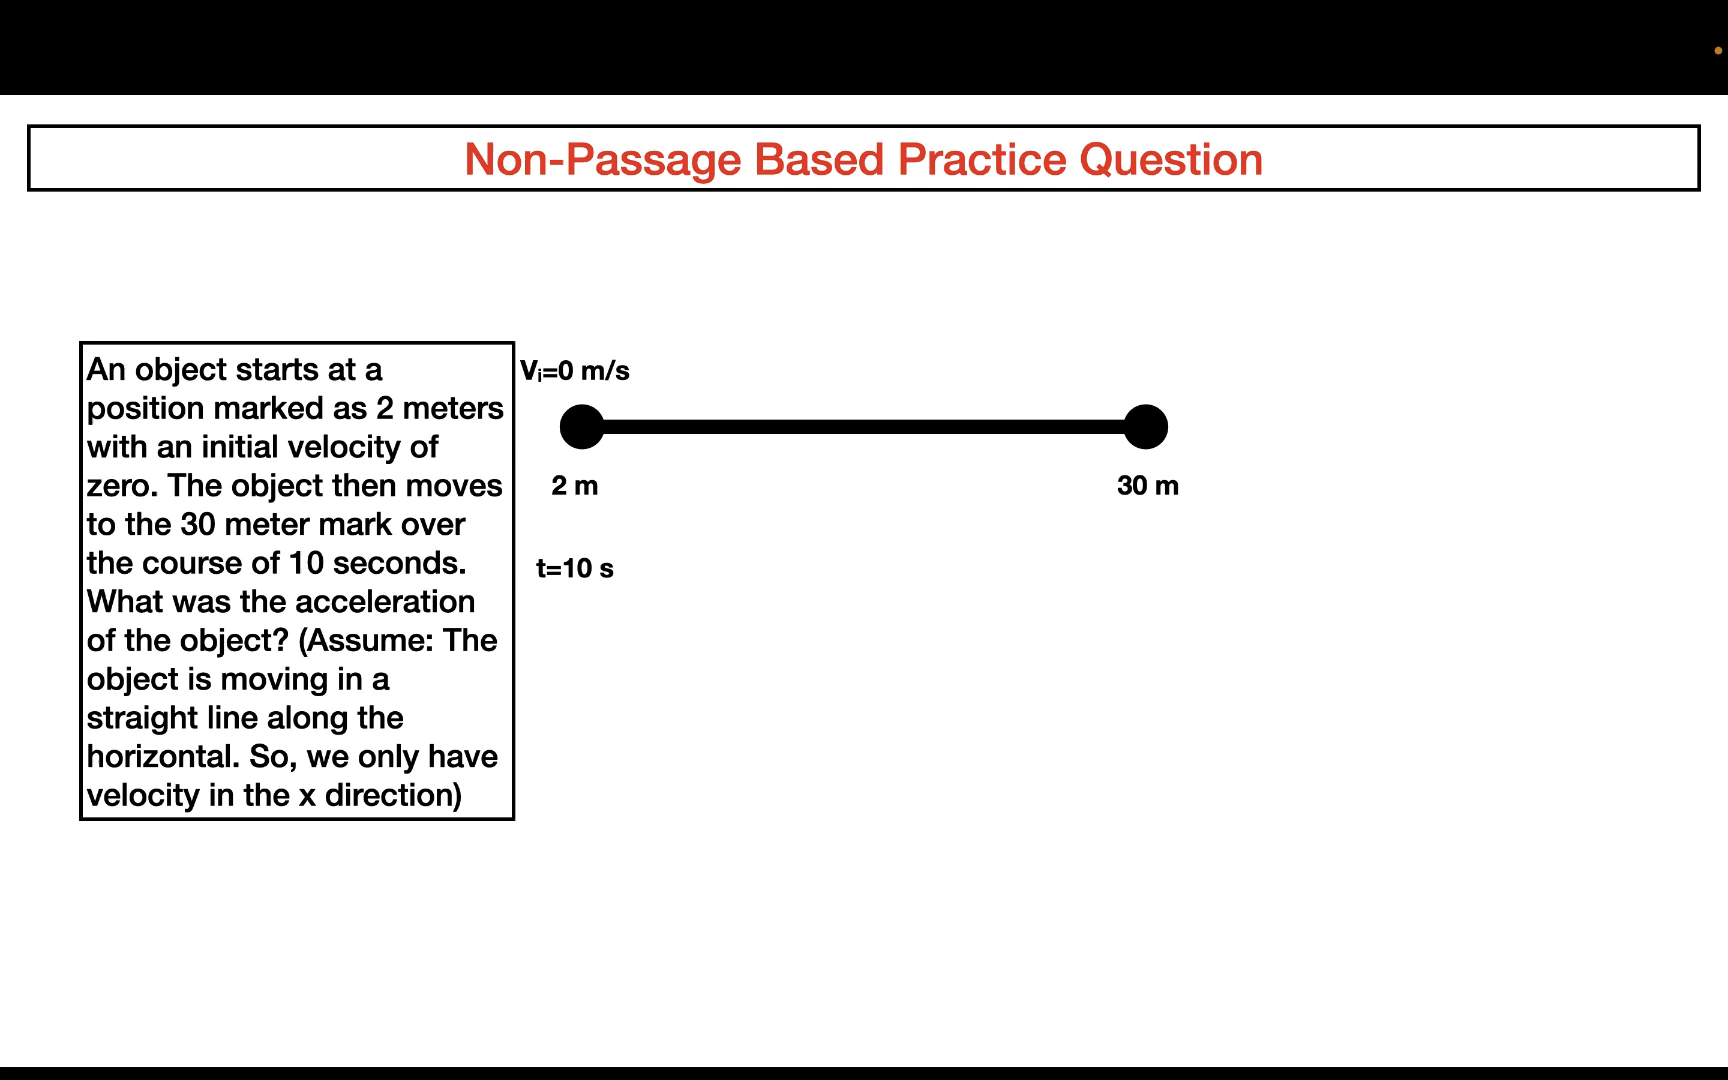 Non-Passage Based Practice Question
An object starts at a
position marked as 2 meters
with an initial velocity of
zero. The object then moves
to the 30 meter mark over
the course of 10 seconds.
What was the acceleration
of the object? (Assume: The
object is moving in a
straight line along the
horizontal. So, we only have
velocity in the x direction)
Vᵢ=0 m/s
2 m
30 m
t=10 s